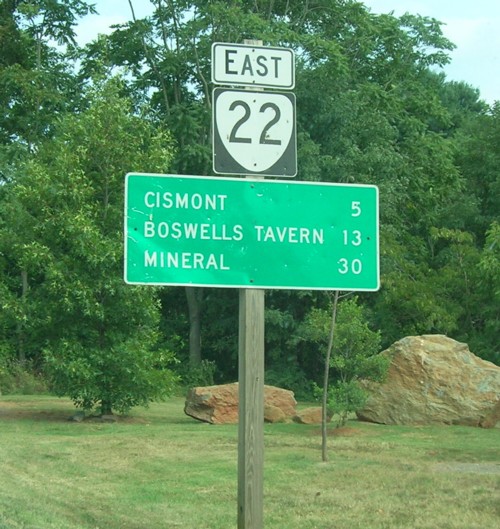 EAST
22
CISMONT 5
BOSWELLS TAVERN 13
MINERAL 30